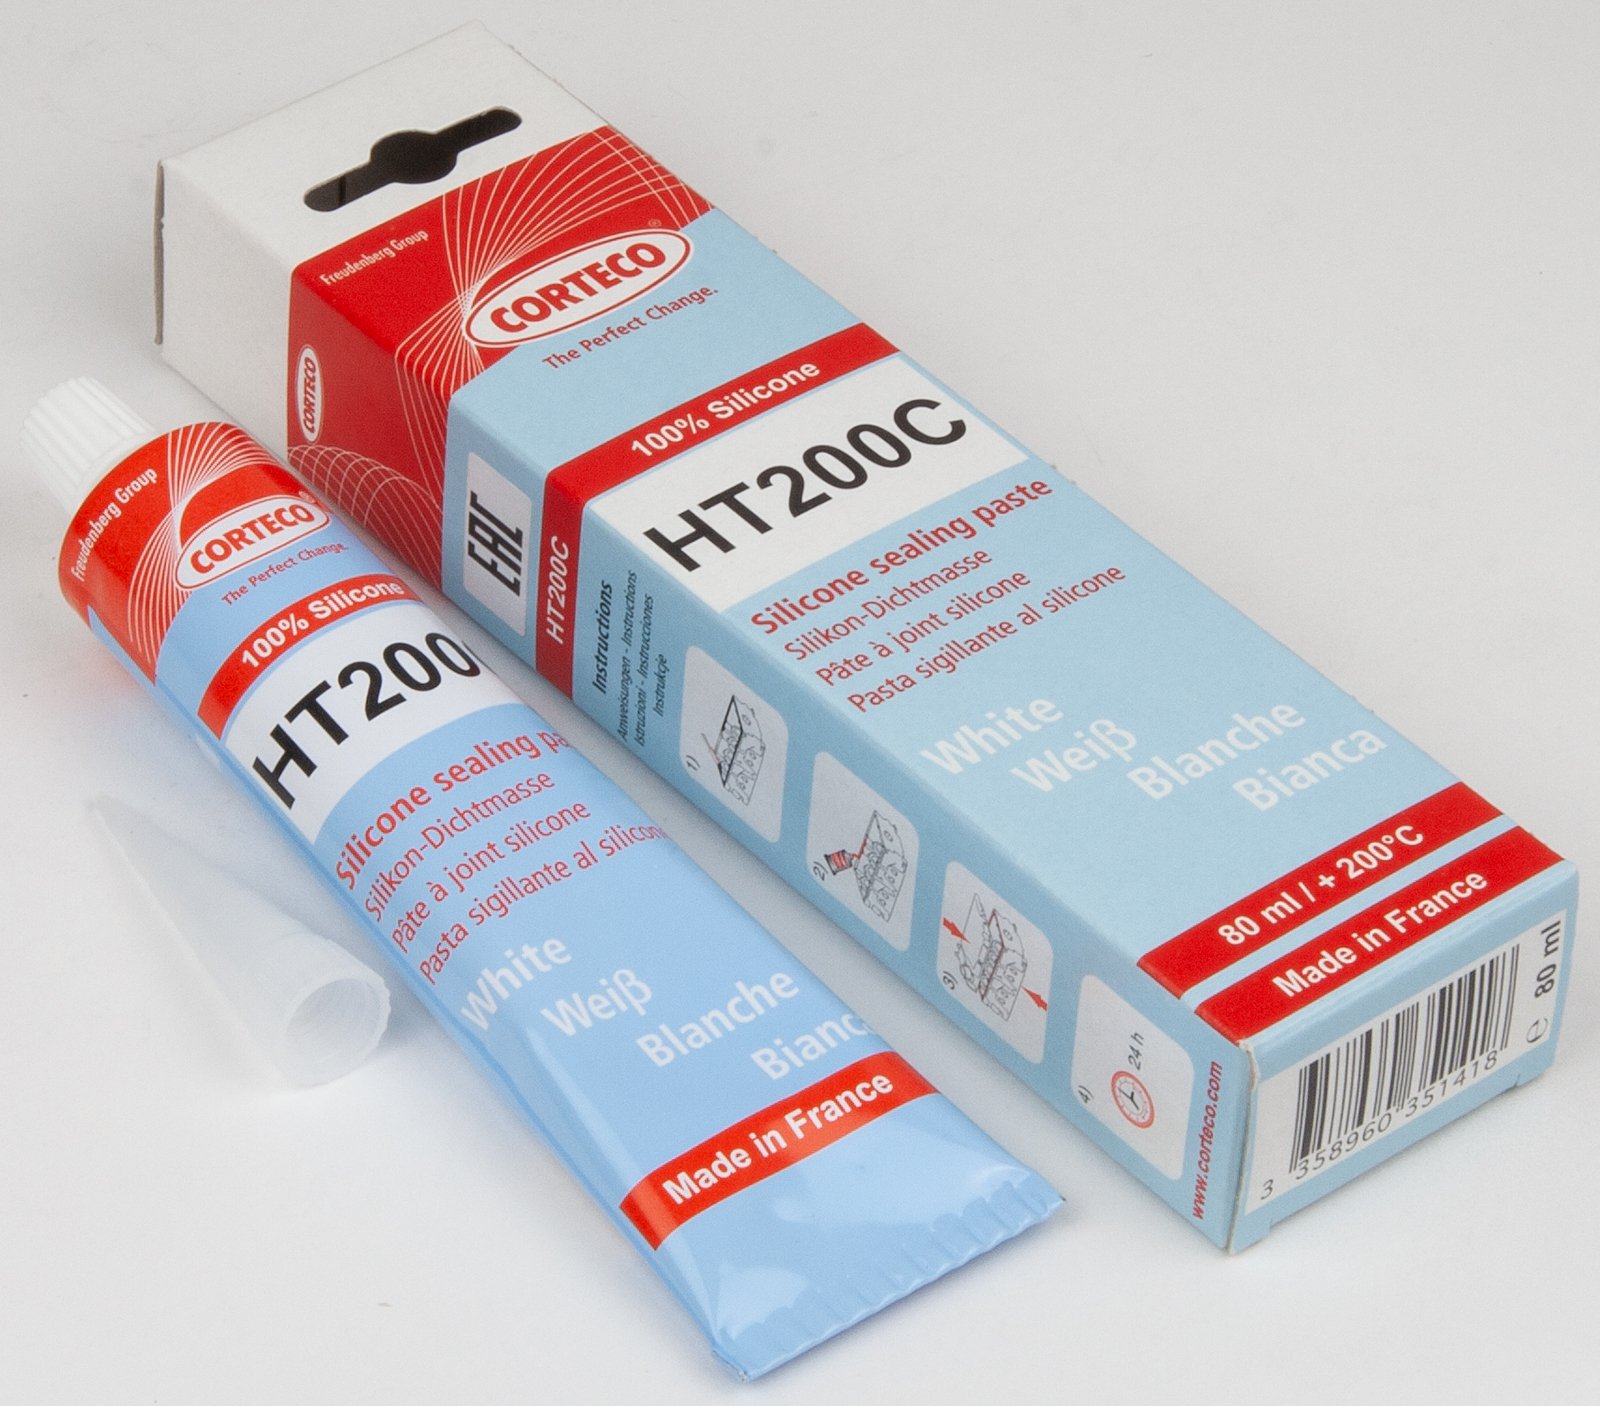 Freudenberg Group
CORTECO
®
The Perfect Change.
100% Silicone
HT200C
Silicone sealing paste
Silikon-Dichtmasse
Pâte à joint silicone
Pasta sigillante al silicone
White
Weiβ
Blanche
Bianca
80 ml / + 200°C
Made in France
CORTECO
EAC
HT200C
Instructions
Anweisungen - Instructions
Istruzioni - Instrucciones
Instrukcje
1)
2)
3)
4)
24 h
www.corteco.com
3 358960 351418
e 80 ml
Freudenberg Group
CORTECO
®
The Perfect Change.
100% Silicone
HT200
Silicone sealing pa
Silikon-Dichtmasse
Pâte à joint silicone
Pasta sigillante al silicon
White
Weiβ
Blanche
Bianca
Made in France